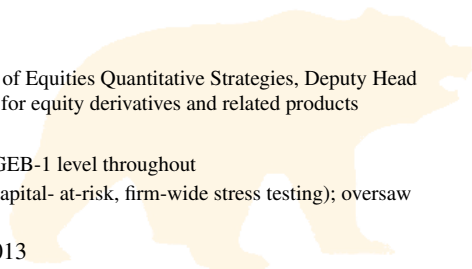 of Equities Quantitative Strategies, Deputy Head
for equity derivatives and related products
GEB-1 level throughout
capital- at-risk, firm-wide stress testing); oversaw
013